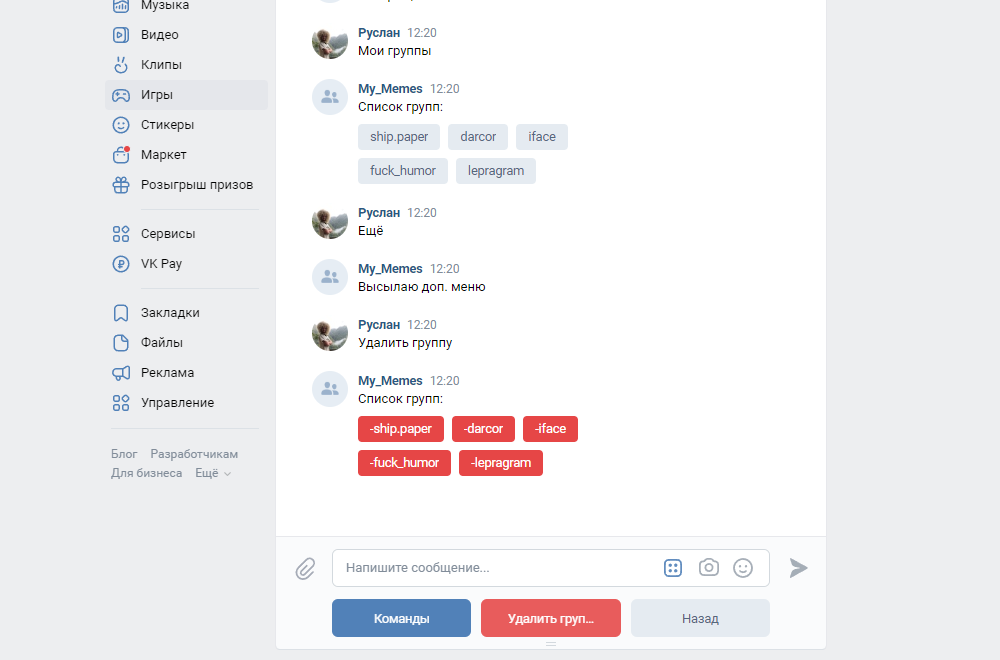 Музыка
Видео
Клипы
Игры
Стикеры
Маркет
Розыгрыш призов
Сервисы
VK Pay
Закладки
Файлы
Реклама
Управление
Блог Разработчикам
Для бизнеса Ещё
Руслан 12:20
Мои группы
My_Memes 12:20
Список групп:
ship.paper darcor iface
fuck_humor lepragram
Руслан 12:20
Ещё
My_Memes 12:20
Высылаю доп. меню
Руслан 12:20
Удалить группу
My_Memes 12:20
Список групп:
-ship.paper -darcor -iface
-fuck_humor -lepragram
Напишите сообщение...
Команды Удалить груп... Назад